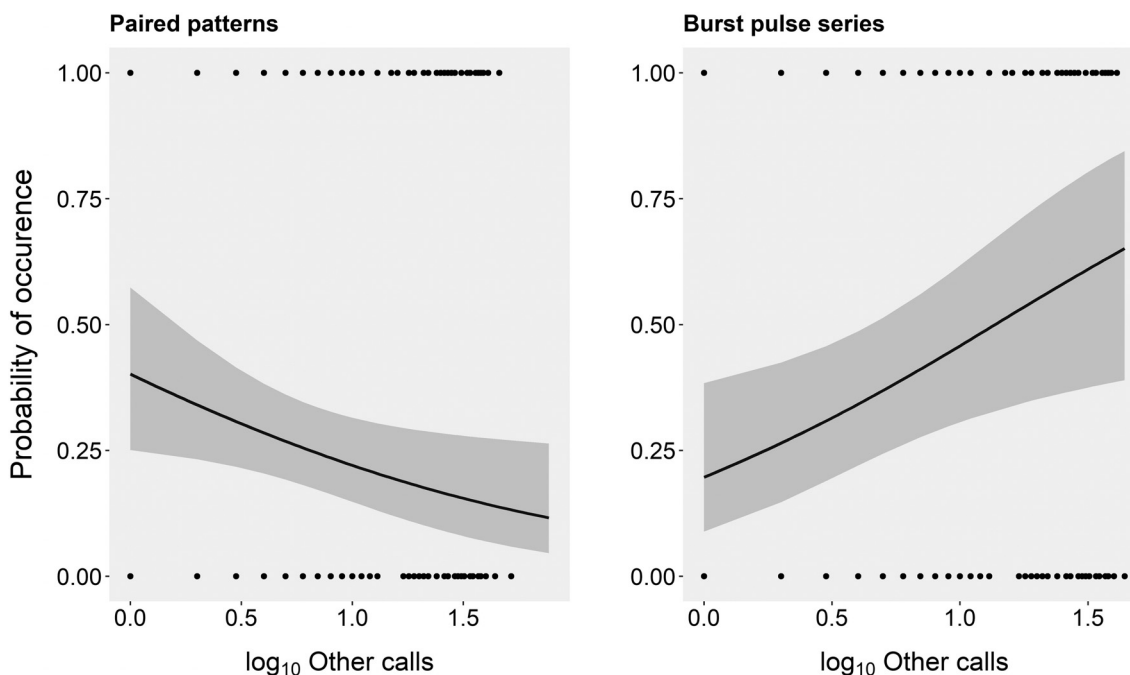 Paired patterns
Burst pulse series
Probability of occurence
1.00
0.75
0.50
0.25
0.00
0.0 0.5 1.0 1.5
log₁₀ Other calls
1.00
0.75
0.50
0.25
0.00
0.0 0.5 1.0 1.5
log₁₀ Other calls